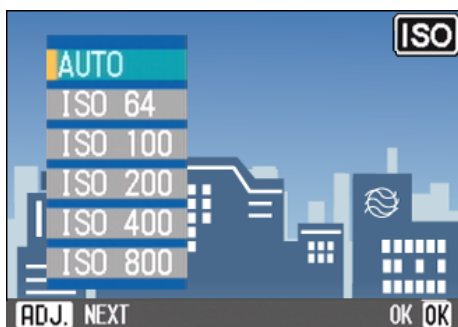 ISO
AUTO
ISO 64
ISO 100
ISO 200
ISO 400
ISO 800
ADJ. NEXT OK OK